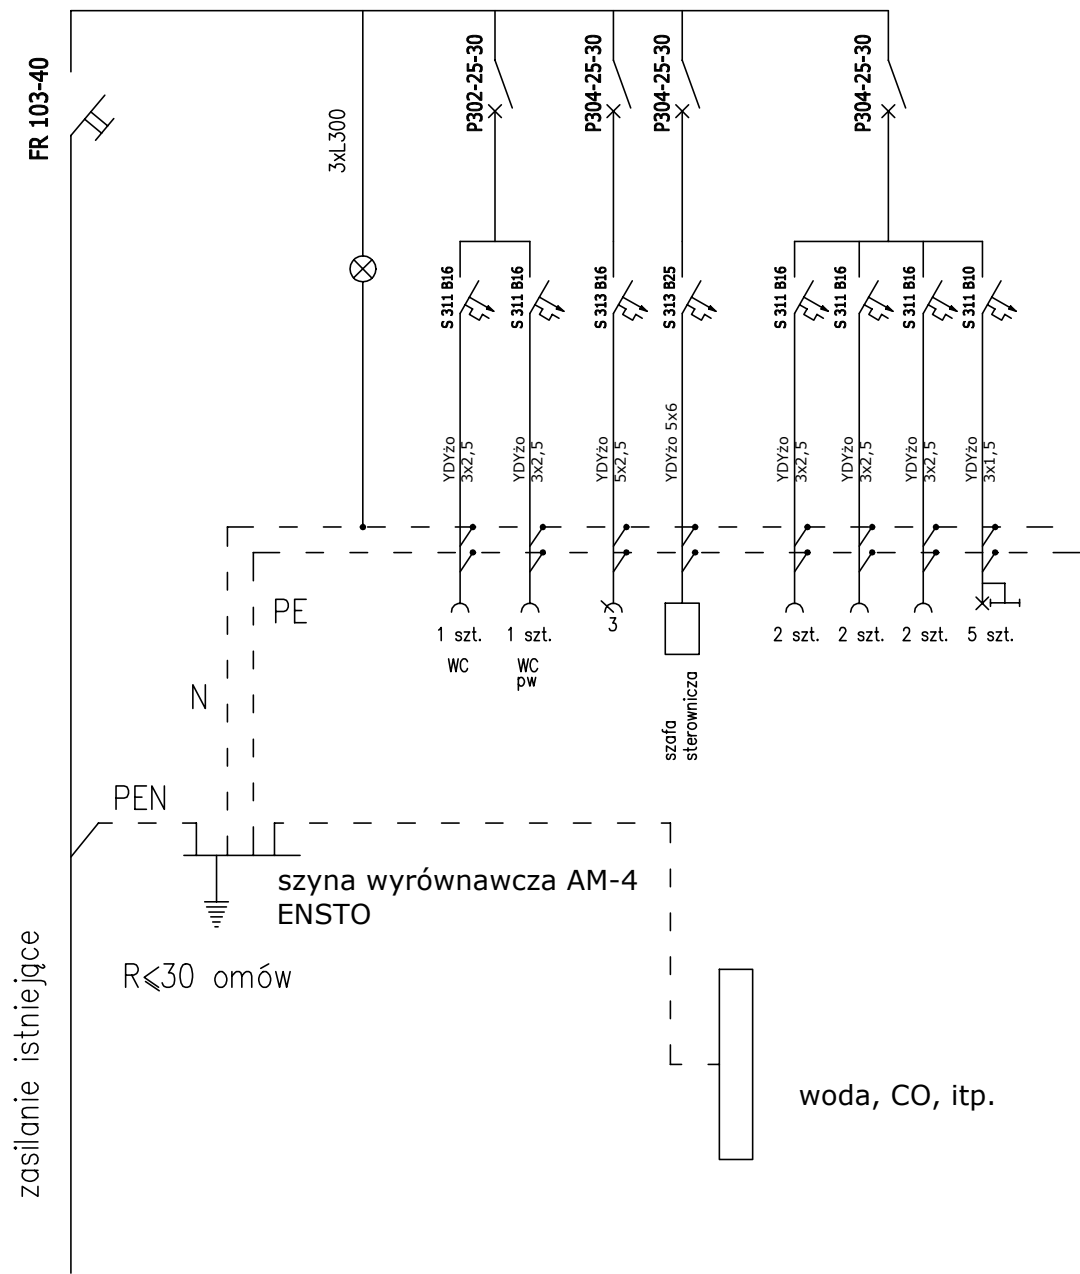 FR 103-40
3xL300
P302-25-30
P304-25-30
P304-25-30
P304-25-30
S 311 B16
S 311 B16
S 313 B16
S 313 B25
S 311 B16
S 311 B16
S 311 B16
S 311 B10
YDYżo
3x2,5
YDYżo
3x2,5
YDYżo
5x2,5
YDYżo 5x6
YDYżo
3x2,5
YDYżo
3x2,5
YDYżo
3x2,5
YDYżo
3x1,5
PE
N
PEN
1 szt.
WC
1 szt.
WC
pw
3
szafa
sterownicza
2 szt.
2 szt.
2 szt.
5 szt.
szyna wyrównawcza AM-4
ENSTO
R⩽30 omów
zasilanie istniejące
woda, CO, itp.